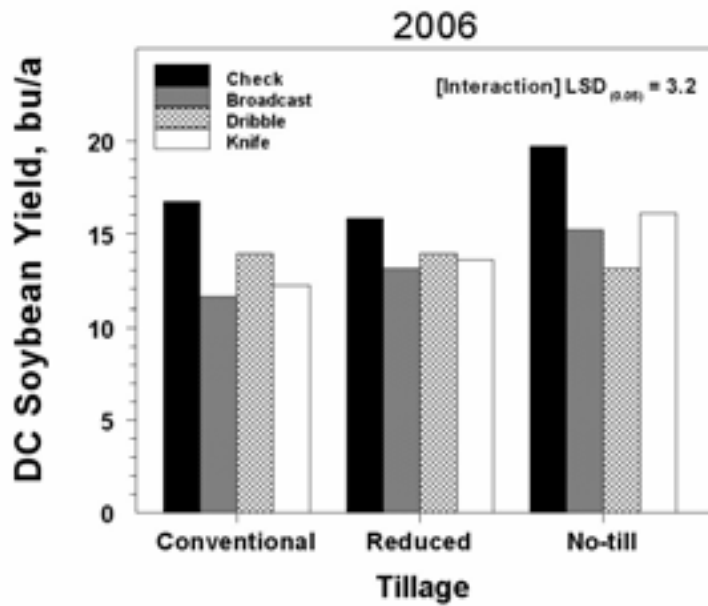 2006
Check
Broadcast
Dribble
Knife
[Interaction] LSD (0.05) = 3.2
DC Soybean Yield, bu/a
20
15
10
5
0
Conventional Reduced No-till
Tillage